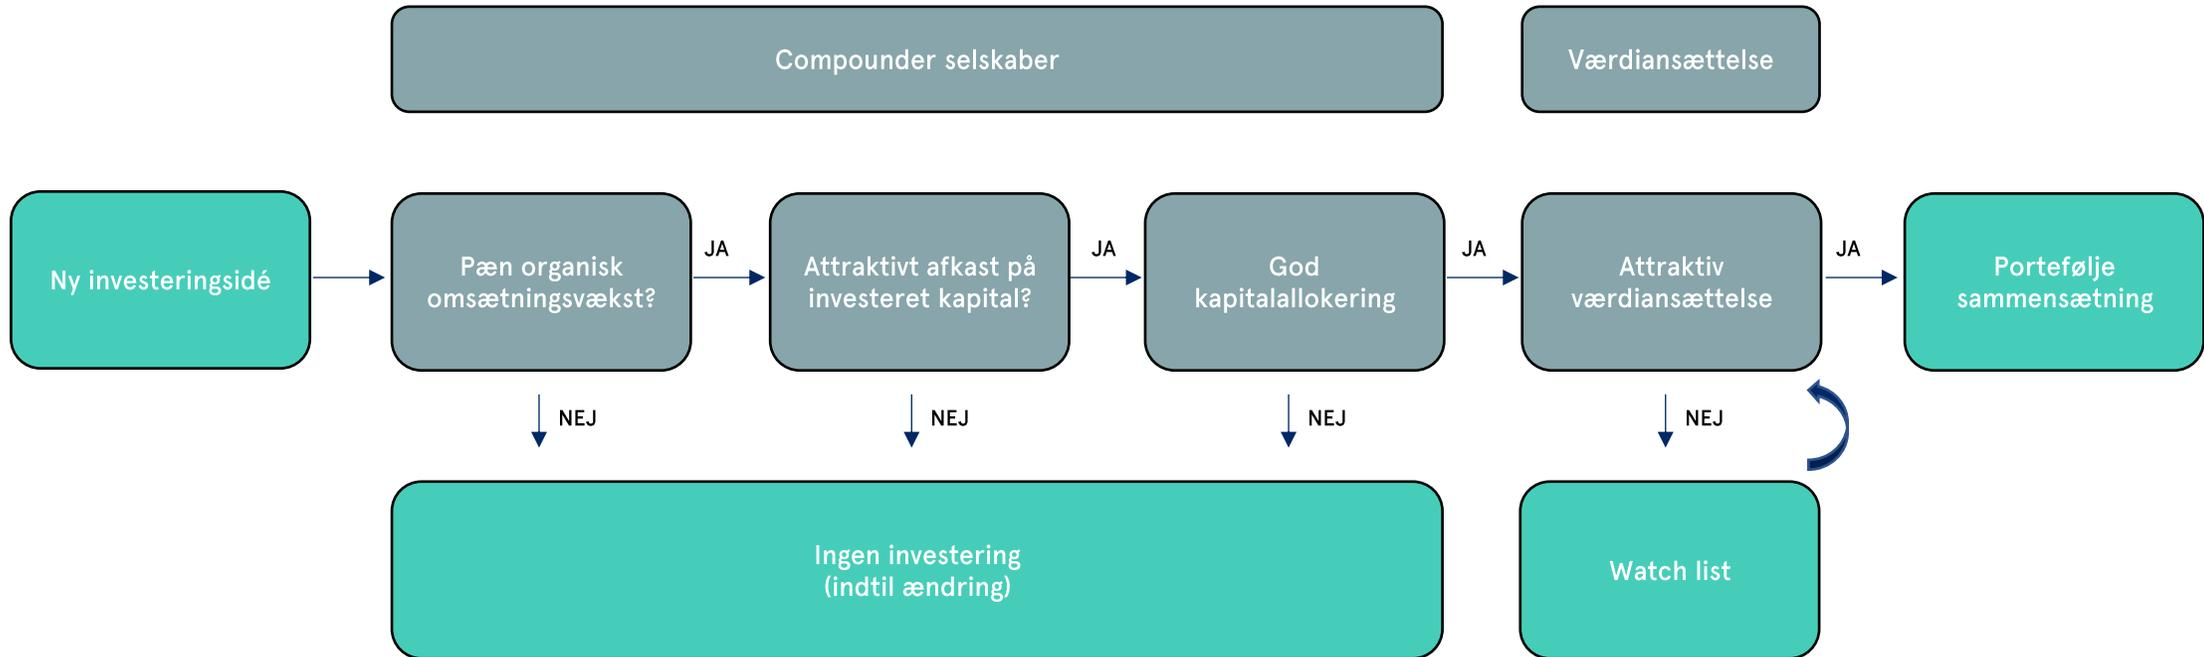 Compounder selskaber
Værdiansættelse
Ny investeringsidé
Pæn organisk
omsætningsvækst?
JA
Attraktivt afkast på
investeret kapital?
JA
God
kapitalallokering
JA
Attraktiv
værdiansættelse
JA
Portefølje
sammensætning
NEJ
NEJ
NEJ
NEJ
Ingen investering
(indtil ændring)
Watch list